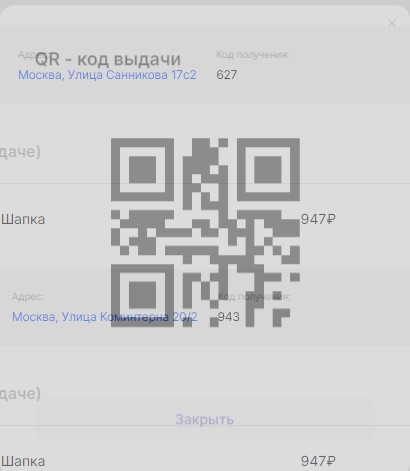 ×
Адрес:
Код получения:
QR - код выдачи
Москва, Улица Санникова 17с2
627
даче)
Шапка
947₽
Адрес:
Код получения:
Москва, Улица Коминтерна 20/2
943
даче)
Закрыть
Шапка
947₽